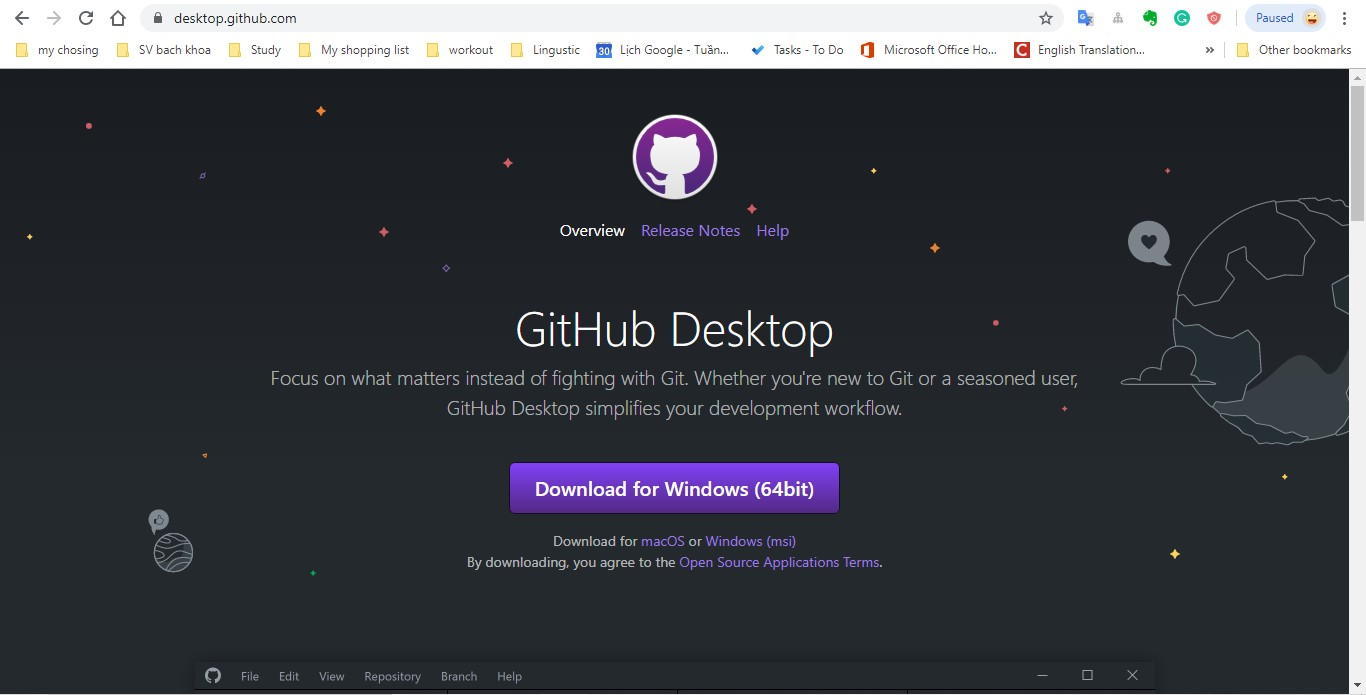 desktop.github.com
Paused
my chosing SV bach khoa Study My shopping list workout Lingustic 30 Lịch Google - Tuần... Tasks - To Do Microsoft Office Ho... C English Translation... » Other bookmarks
Overview Release Notes Help
GitHub Desktop
Focus on what matters instead of fighting with Git. Whether you're new to Git or a seasoned user,
GitHub Desktop simplifies your development workflow.
Download for Windows (64bit)
Download for macOS or Windows (msi)
By downloading, you agree to the Open Source Applications Terms.
File Edit View Repository Branch Help